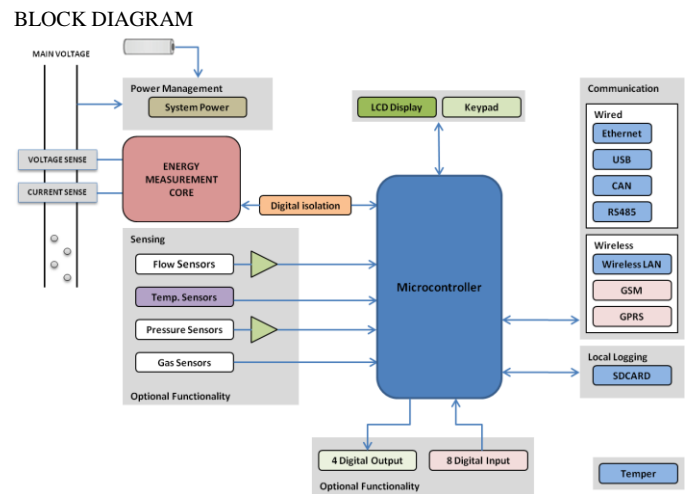 BLOCK DIAGRAM
MAIN VOLTAGE
Power Management
System Power
LCD Display
Keypad
Communication
Wired
Ethernet
USB
CAN
RS485
VOLTAGE SENSE
CURRENT SENSE
ENERGY
MEASUREMENT
CORE
Digital isolation
Sensing
Flow Sensors
Temp. Sensors
Pressure Sensors
Gas Sensors
Optional Functionality
Microcontroller
Wireless
Wireless LAN
GSM
GPRS
Local Logging
SDCARD
4 Digital Output
8 Digital Input
Optional Functionality
Temper